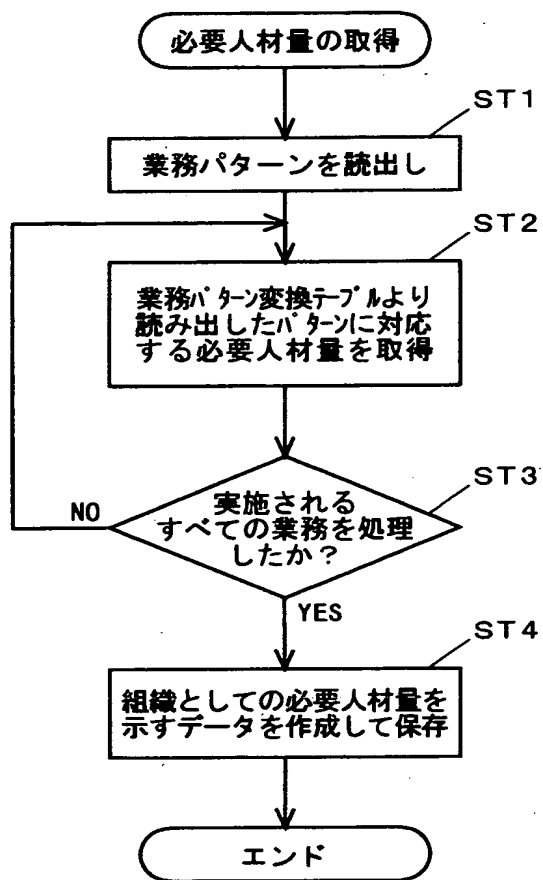 必要人材量の取得
ST1
業務パターンを読出し
ST2
業務パターン変換テーブルより
読み出したパターンに対応
する必要人材量を取得
ST3
実施される
すべての業務を処理
したか?
NO
YES
ST4
組織としての必要人材量を
示すデータを作成して保存
エンド